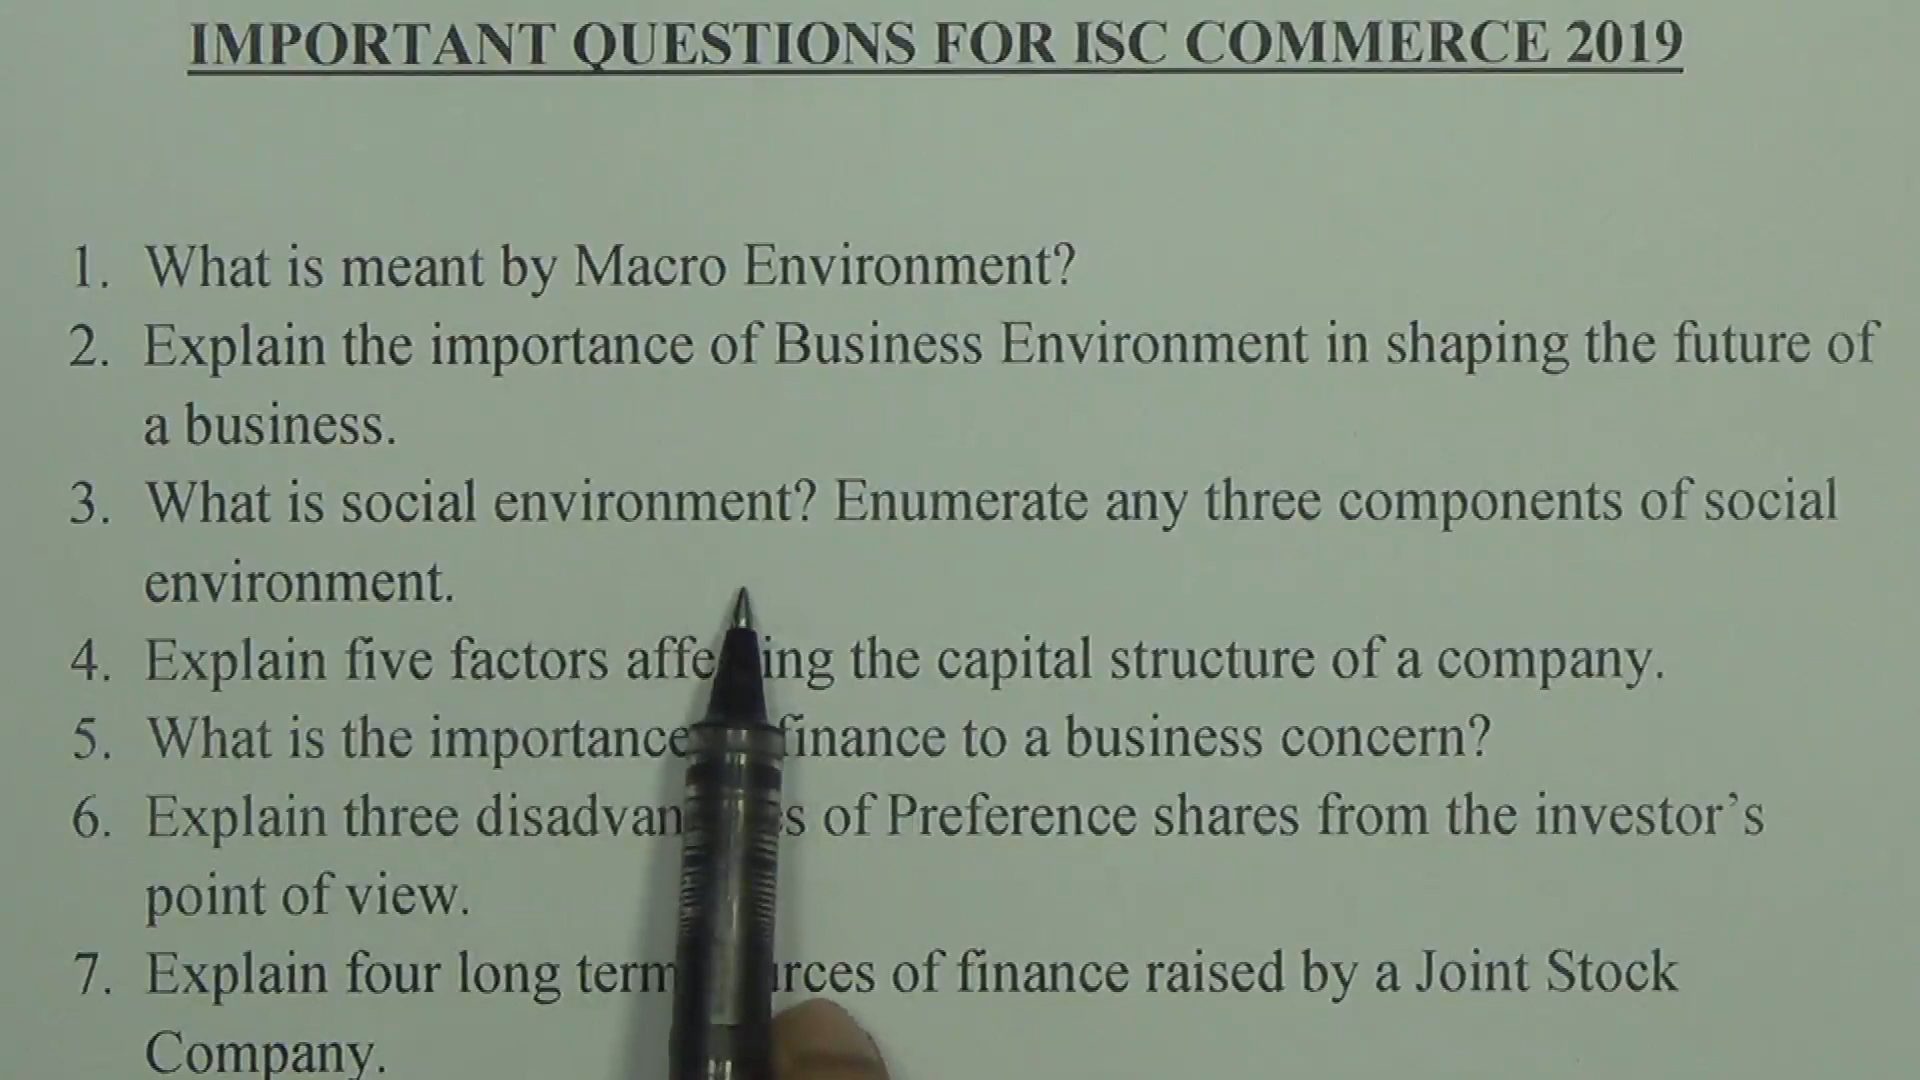 IMPORTANT QUESTIONS FOR ISC COMMERCE 2019
1. What is meant by Macro Environment?
2. Explain the importance of Business Environment in shaping the future of
a business.
3. What is social environment? Enumerate any three components of social
environment.
4. Explain five factors the capital structure of a company.
5. What is the importance finance to a business concern?
6. Explain three of Preference shares from the investor’s
point of view.
7. Explain four long term of finance raised by a Joint Stock
Company.